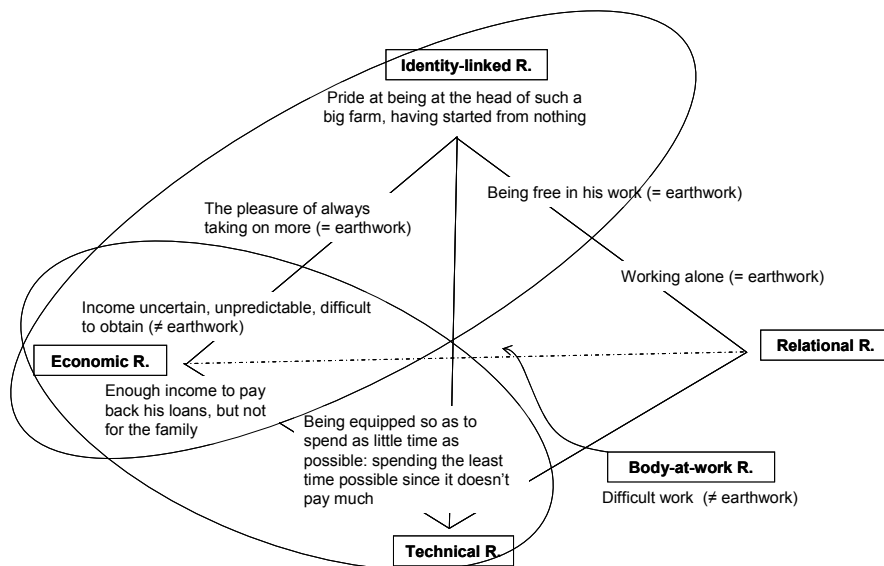 Identity-linked R.
Pride at being at the head of such a
big farm, having started from nothing
Being free in his work (= earthwork)
The pleasure of always
taking on more (= earthwork)
Working alone (= earthwork)
Income uncertain, unpredictable, difficult
to obtain (≠ earthwork)
Economic R.
Relational R.
Enough income to pay
back his loans, but not
for the family
Being equipped so as to
spend as little time as
possible: spending the least
time possible since it doesn't
pay much
Body-at-work R.
Difficult work (≠ earthwork)
Technical R.